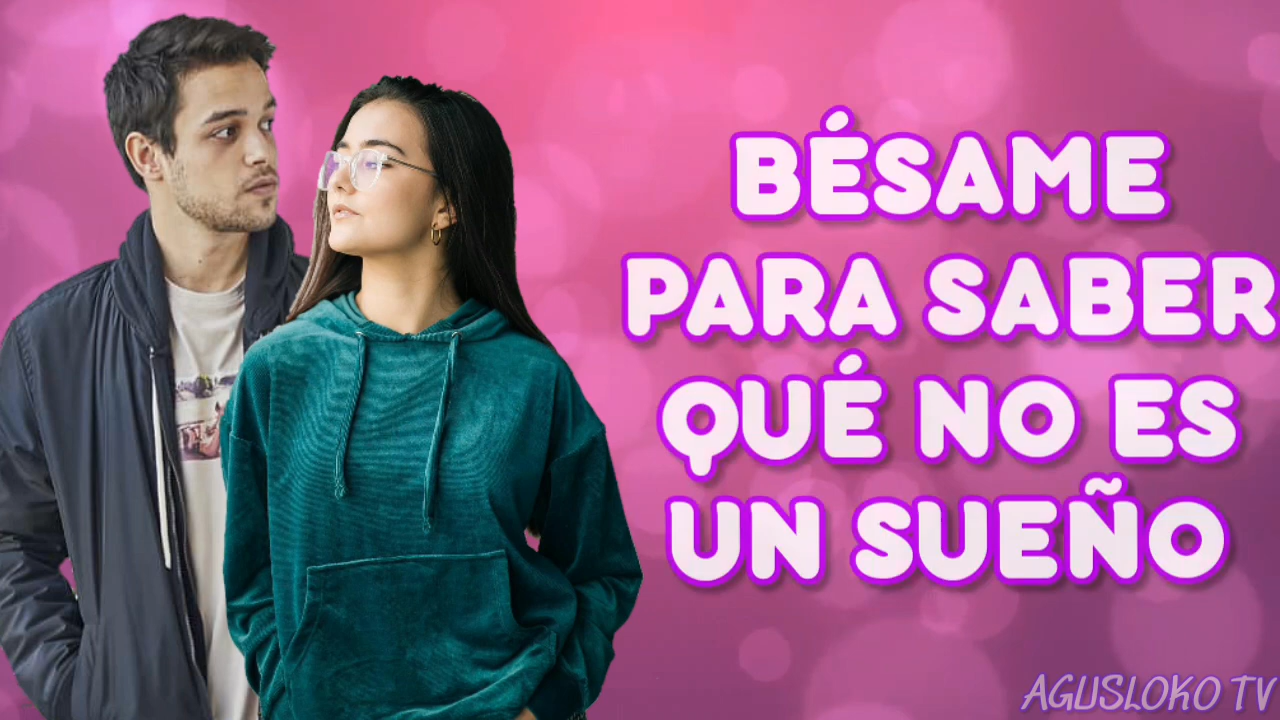 BÉSAME
PARA SABER
QUÉ NO ES
UN SUEÑO
AGUSLOKO TV